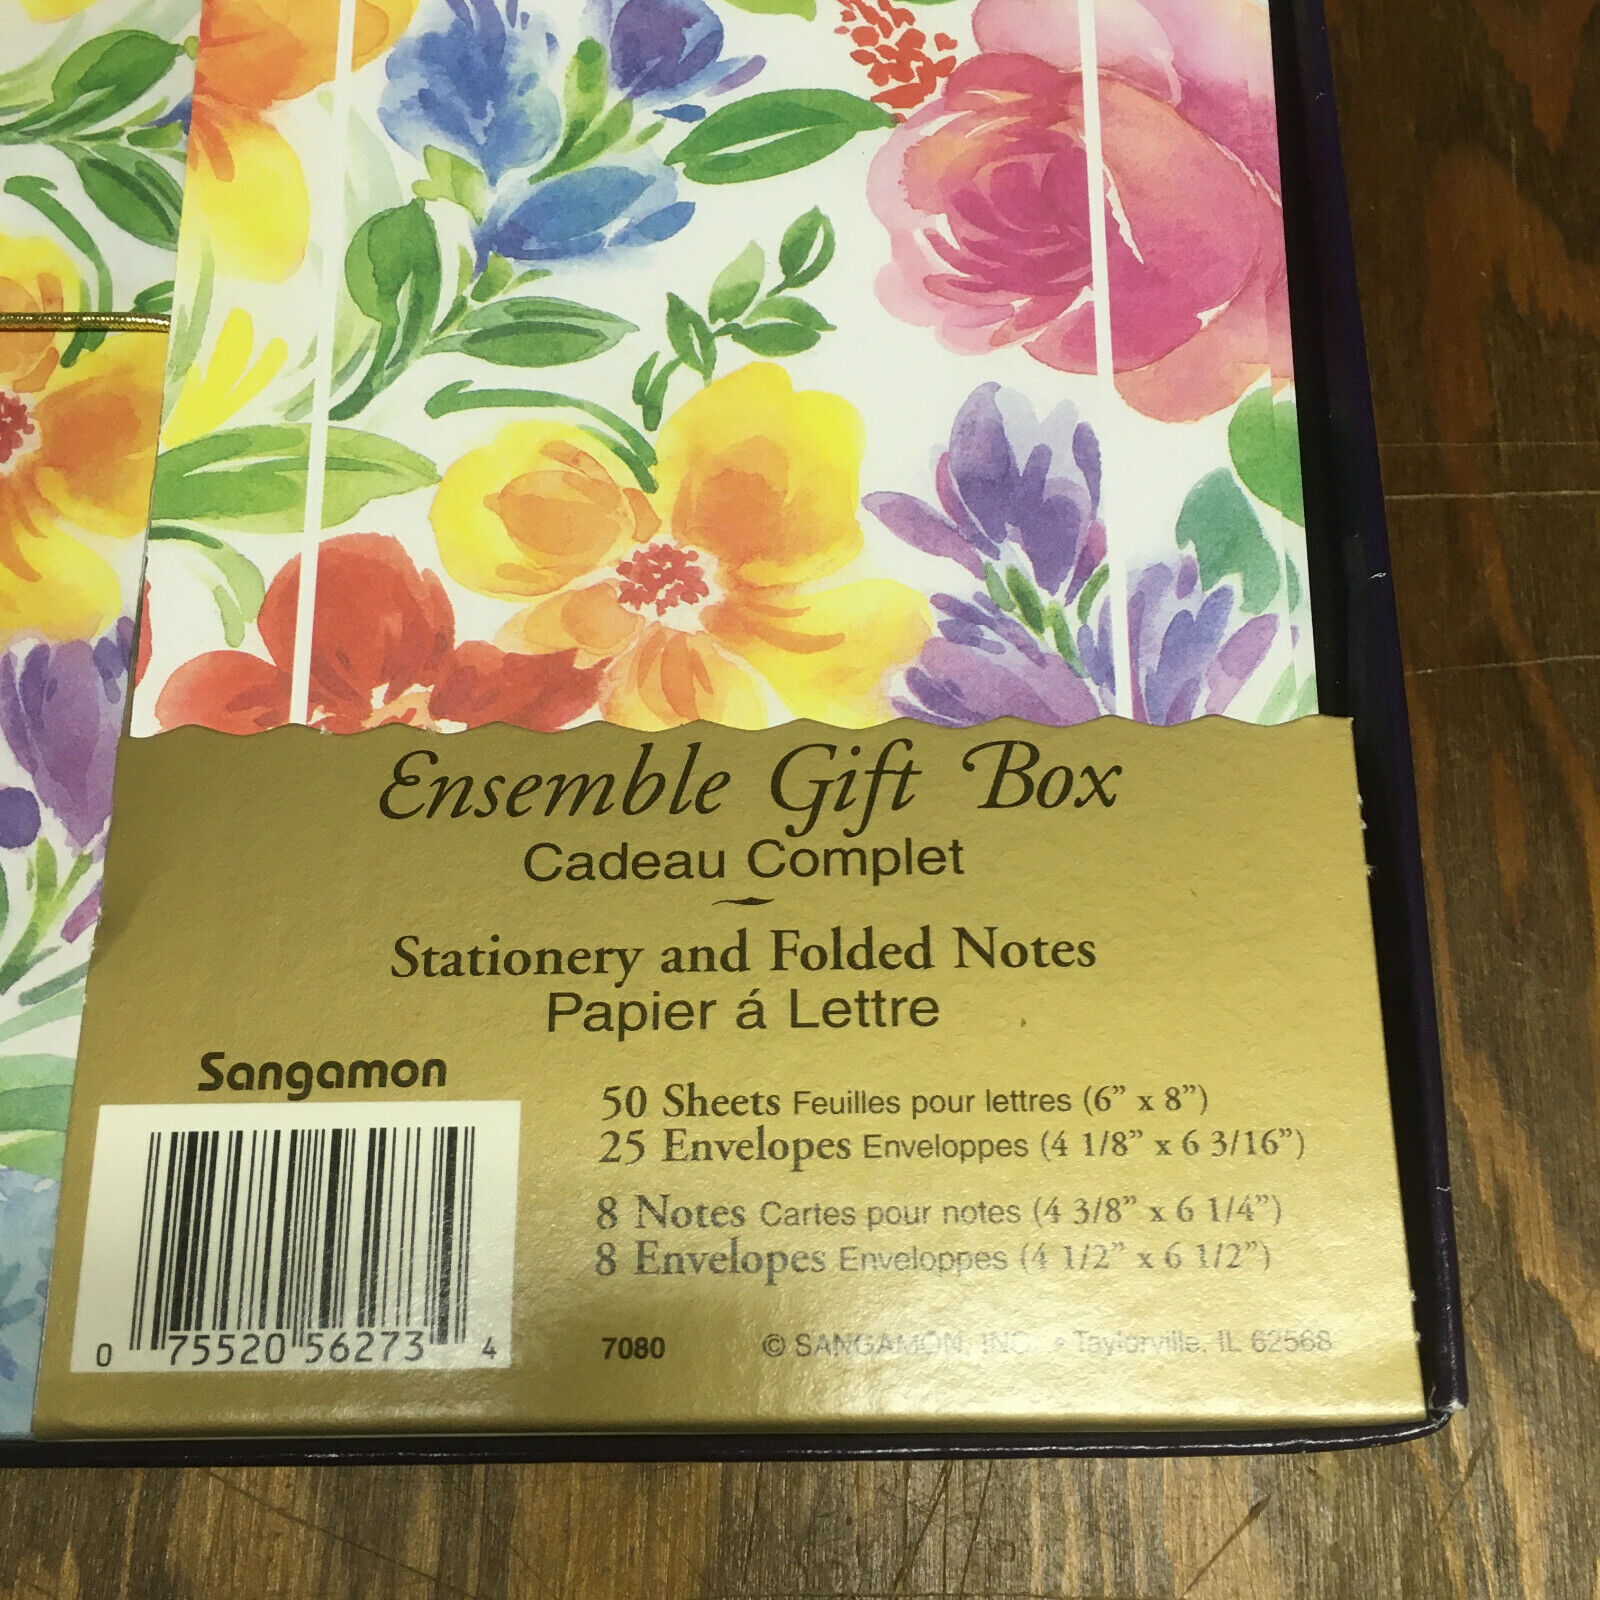 Ensemble Gift Box
Cadeau Complet
Stationery and Folded Notes
Papier á Lettre
Sangamon
50 Sheets Feuilles pour lettres (6” x 8”)
25 Envelopes Enveloppes (4 1/8” x 6 3/16”)
8 Notes Cartes pour notes (4 3/8” x 6 1/4”)
8 Envelopes Enveloppes (4 1/2” x 6 1/2”)
0 75520 56273 4
7080 © SANGAMON, INC. • Taylorville, IL 62568